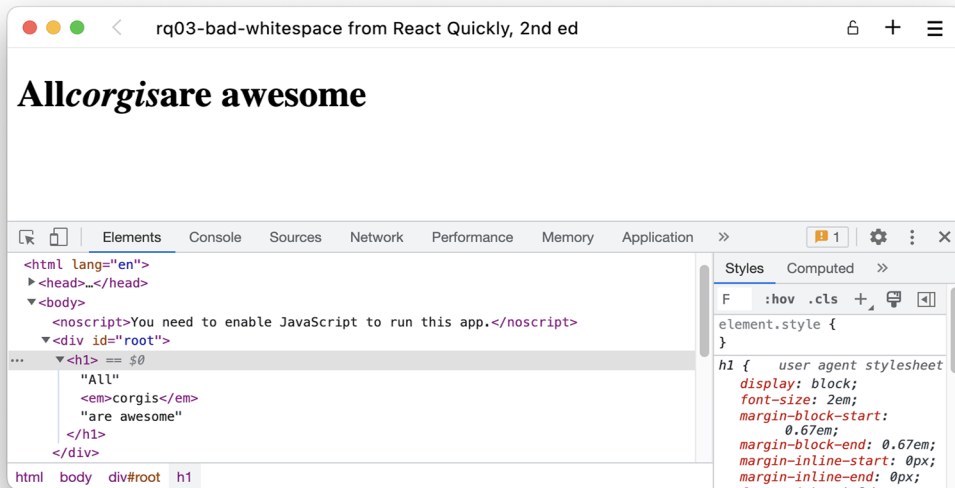 rq03-bad-whitespace from React Quickly, 2nd ed
Allcorgisare awesome
Elements Console Sources Network Performance Memory Application » 1
<html lang="en">
<head>…</head>
<body>
<noscript>You need to enable JavaScript to run this app.</noscript>
<div id="root">
<h1> == $0
"All"
<em>corgis</em>
"are awesome"
</h1>
</div>
html body div#root h1
Styles Computed »
F :hov .cls
element.style {
}
h1 { user agent stylesheet
display: block;
font-size: 2em;
margin-block-start:
0.67em;
margin-block-end: 0.67em;
margin-inline-start: 0px;
margin-inline-end: 0px;